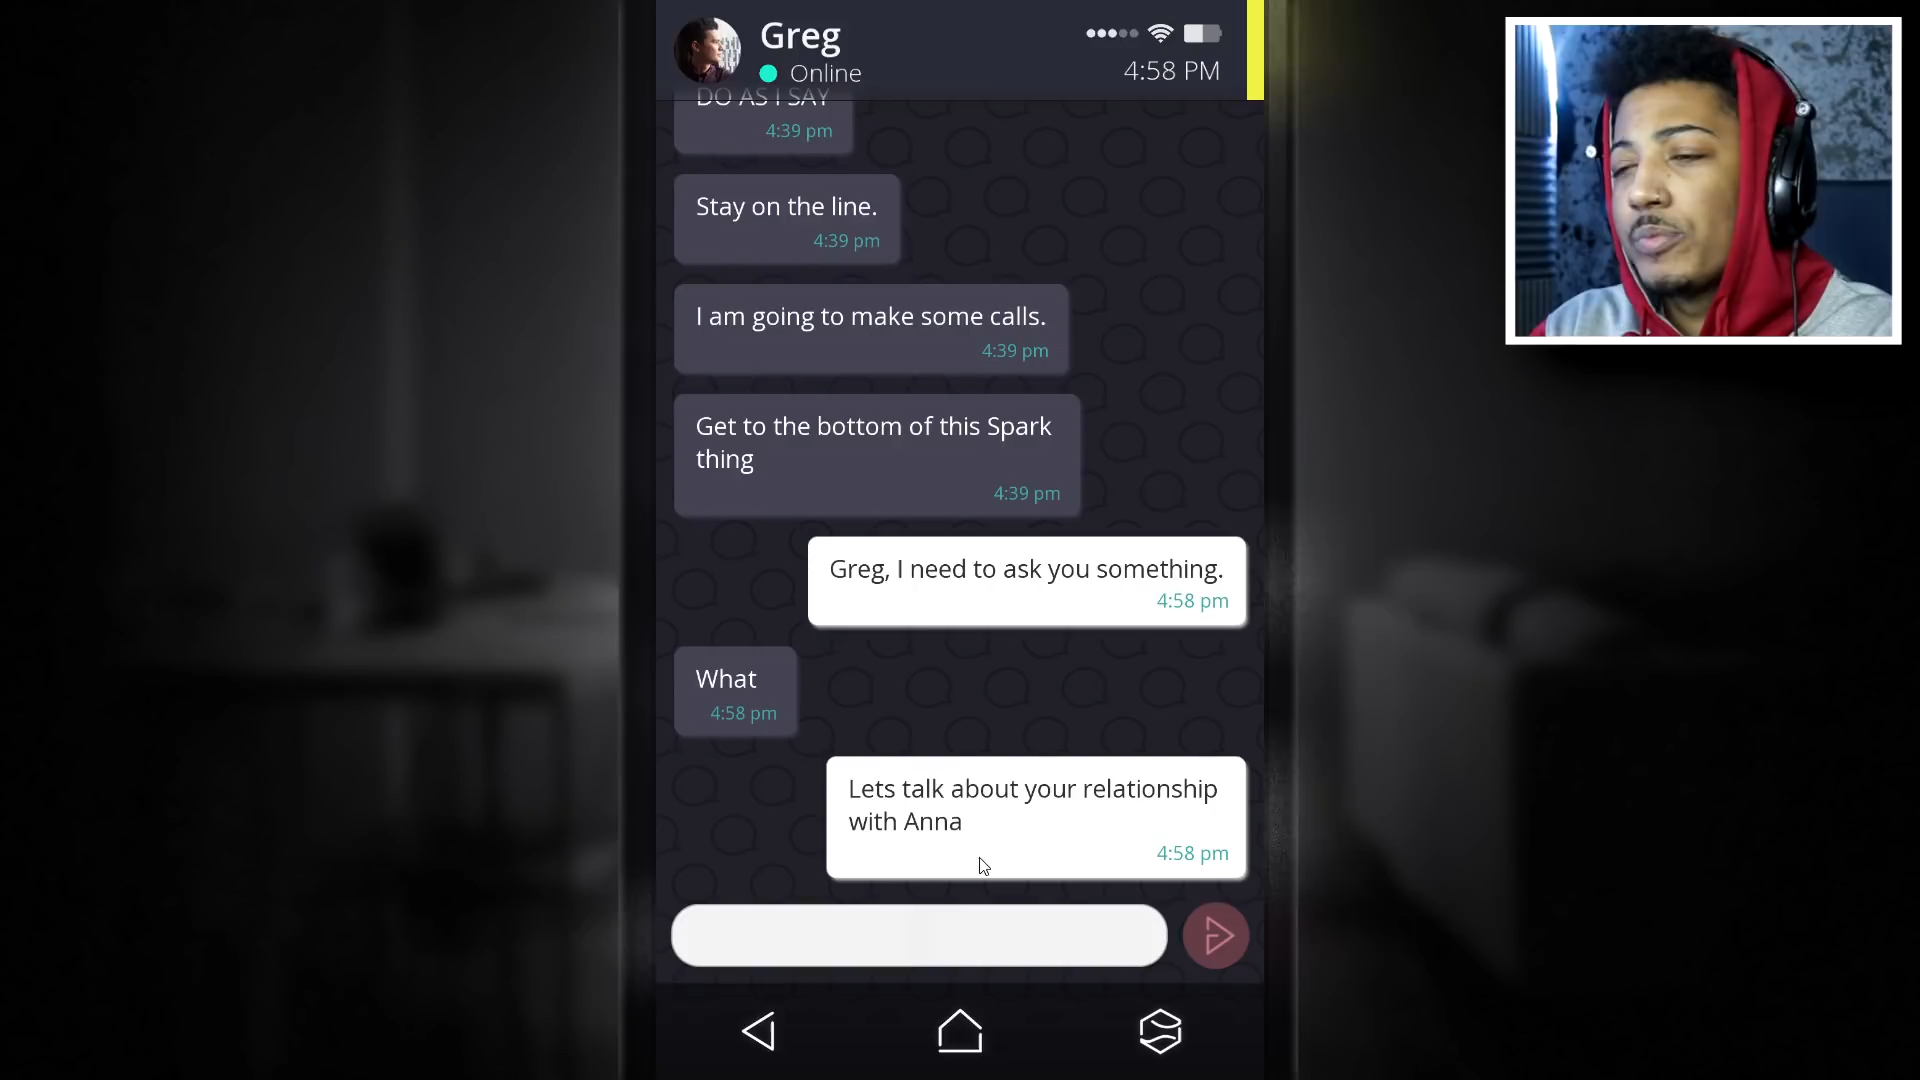 Greg
Online
4:58 PM
DO AS I SAY
4:39 pm
Stay on the line.
4:39 pm
I am going to make some calls.
4:39 pm
Get to the bottom of this Spark
thing
4:39 pm
Greg, I need to ask you something.
4:58 pm
What
4:58 pm
Lets talk about your relationship
with Anna
4:58 pm